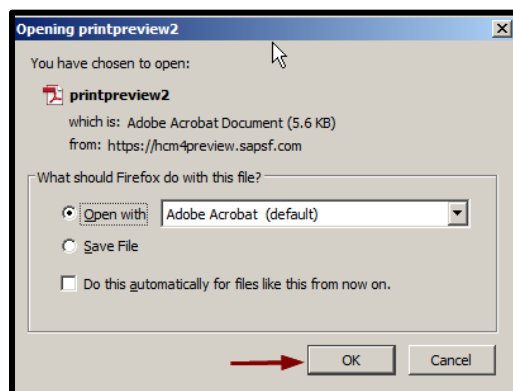 Opening printpreview2
You have chosen to open:
printpreview2
which is: Adobe Acrobat Document (5.6 KB)
from: https://hcm4preview.sapsf.com
What should Firefox do with this file?
Open with Adobe Acrobat (default)
Save File
Do this automatically for files like this from now on.
OK Cancel